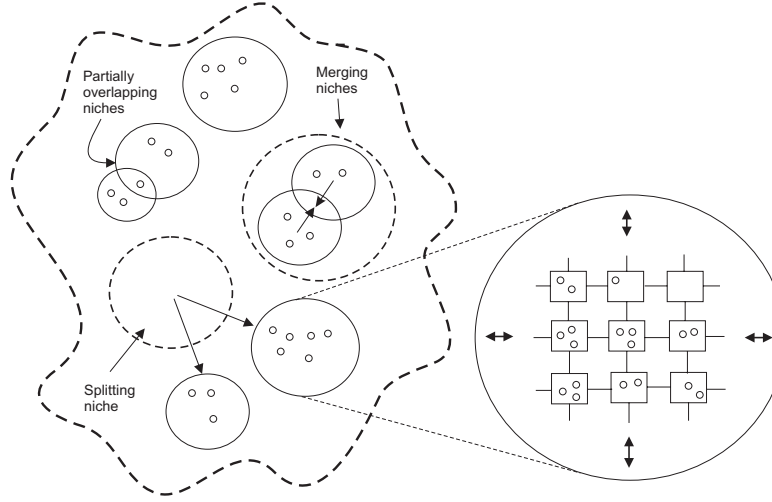 Partially
overlapping
niches
Merging
niches
Splitting
niche